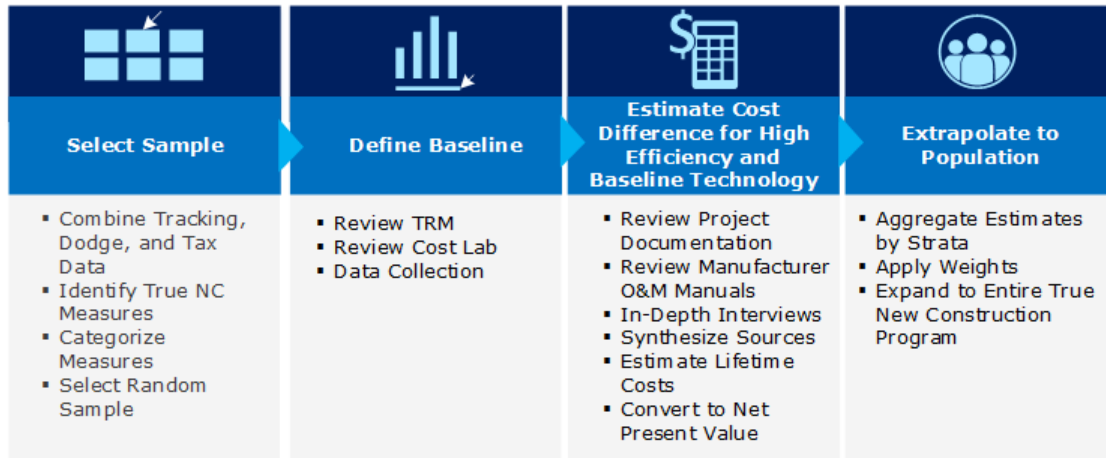 Select Sample
Combine Tracking,
Dodge, and Tax
Data
Identify True NC
Measures
Categorize
Measures
Select Random
Sample
Define Baseline
Review TRM
Review Cost Lab
Data Collection
$
Estimate Cost
Difference for High
Efficiency and
Baseline Technology
Review Project
Documentation
Review Manufacturer
O&M Manuals
In-Depth Interviews
Synthesize Sources
Estimate Lifetime
Costs
Convert to Net
Present Value
Extrapolate to
Population
Aggregate Estimates
by Strata
Apply Weights
Expand to Entire True
New Construction
Program